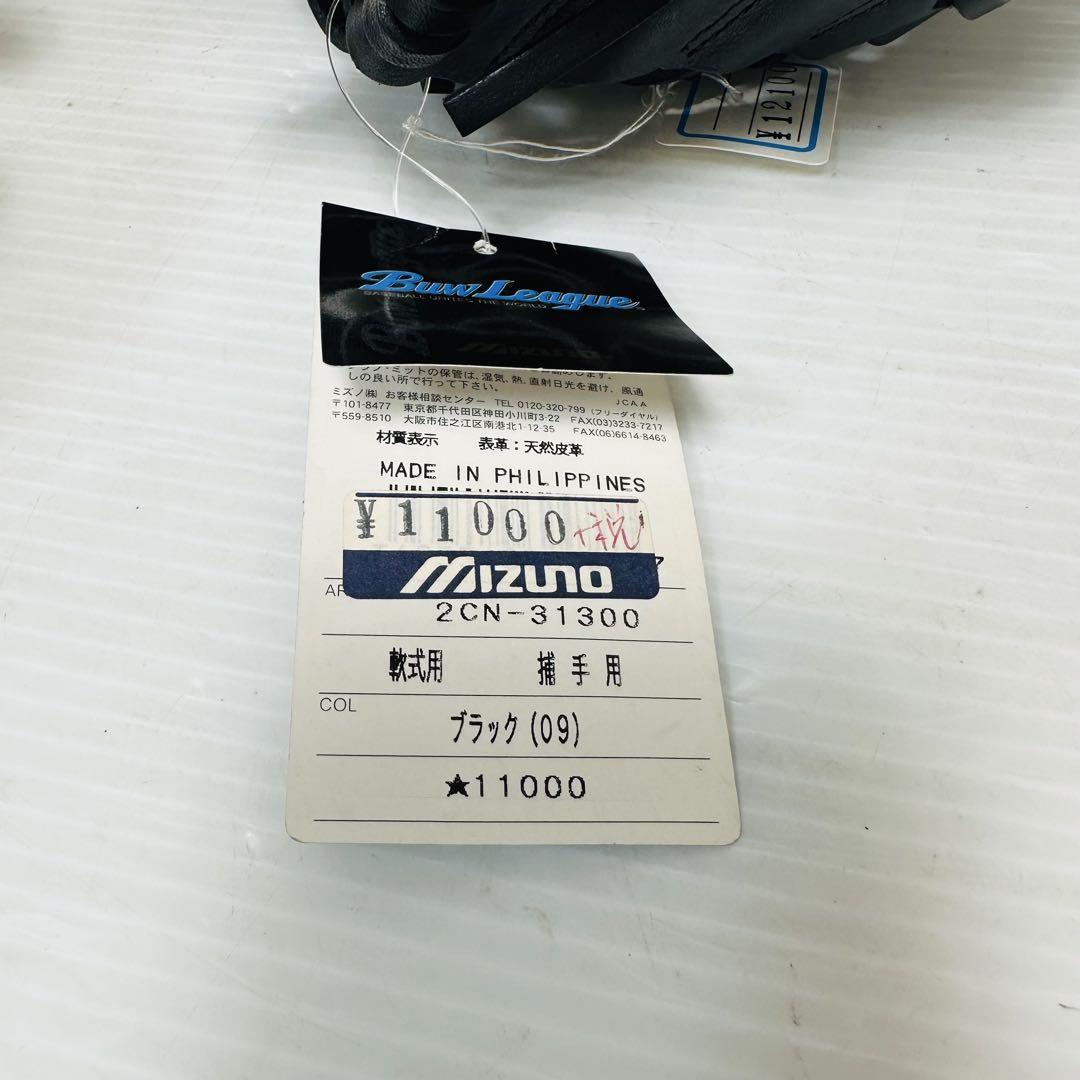 ¥12100
Buw League
BASEBALL UNITES THE WORLD
MIZUNO
ミットの保管は、湿気、熱、直射日光を避け、風通
しの良い所で行って下さい。
JCAA
ミズノ㈱ お客様相談センター TEL 0120-320-799 (フリーダイヤル)
〒101-8477 東京都千代田区神田小川町3-22 FAX(03)3233-7217
〒559-8510 大阪市住之江区南港北1-12-35 FAX(06)6614-8463
材質表示 表革:天然皮革
MADE IN PHILIPPINES
¥11000 +税
MIZUNO
2CN-31300
軟式用 捕手用
COL
ブラック(09)
★11000